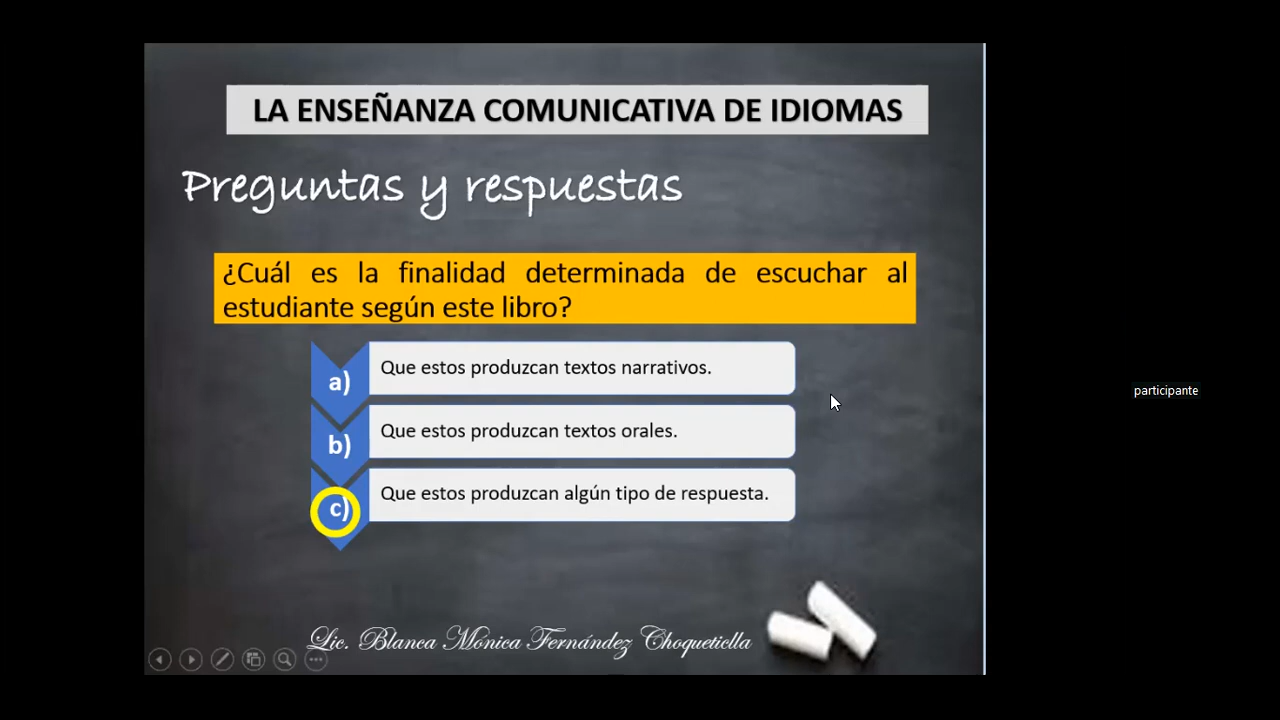 LA ENSEÑANZA COMUNICATIVA DE IDIOMAS
Preguntas y respuestas
¿Cuál es la finalidad determinada de escuchar al
estudiante según este libro?
a) Que estos produzcan textos narrativos.
b) Que estos produzcan textos orales.
c) Que estos produzcan algún tipo de respuesta.
Lic. Blanca Mónica Fernández Choqueticlla
participante